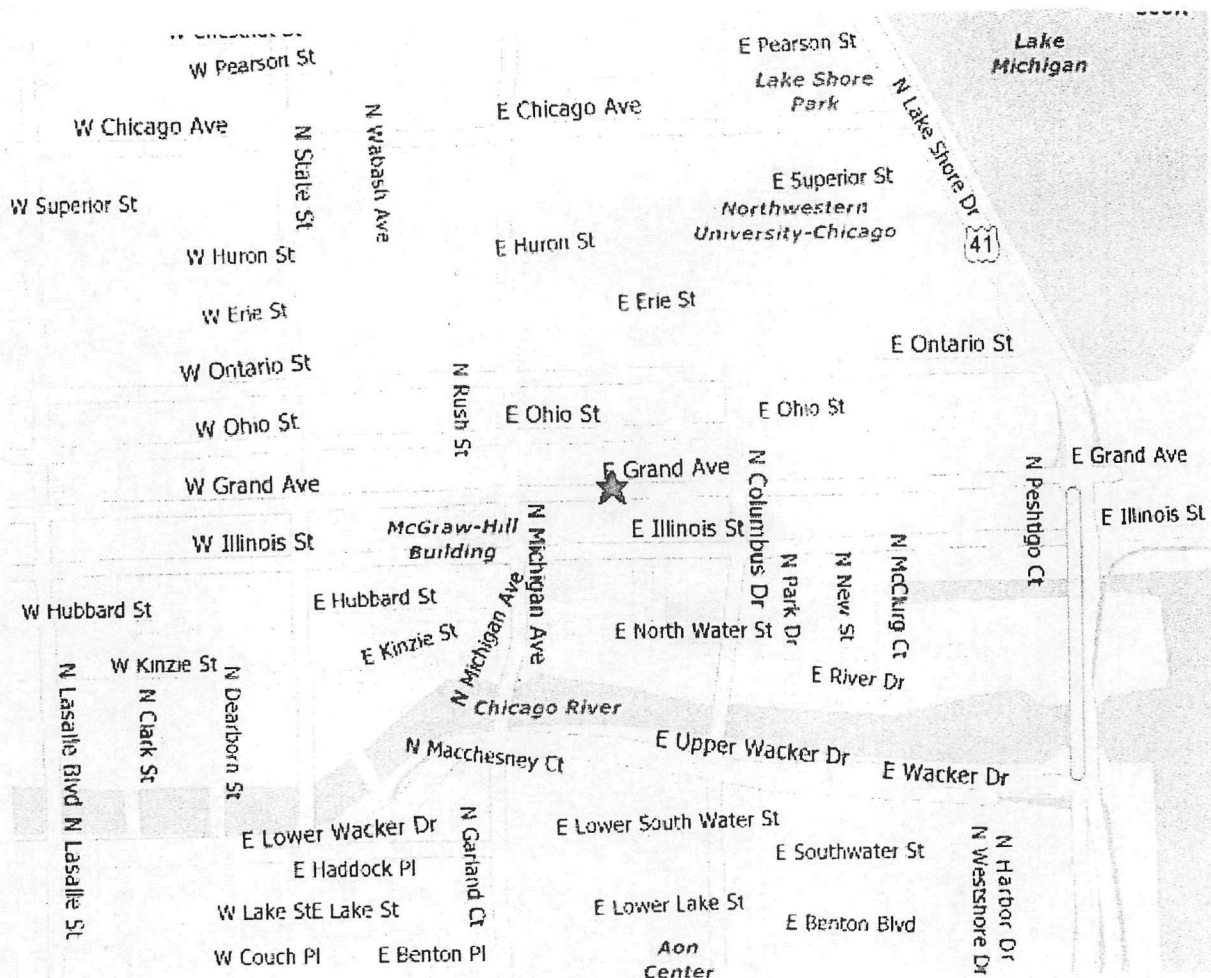 W Chestnut St
E Pearson St
Lake
Michigan
W Pearson St
Lake Shore
Park
N Lake Shore Dr
E Chicago Ave
W Chicago Ave
N State St
N Wabash Ave
E Superior St
W Superior St
Northwestern
University-Chicago
41
E Huron St
W Huron St
E Erie St
W Erie St
E Ontario St
W Ontario St
N Rush St
E Ohio St
E Ohio St
W Ohio St
E Grand Ave
E Grand Ave
W Grand Ave
N Columbus Dr
N Peshtigo Ct
McGraw-Hill
Building
N Michigan Ave
E Illinois St
E Illinois St
W Illinois St
N Park Dr
N New St
N McClurg Ct
E Hubbard St
W Hubbard St
N Michigan Ave
E Kinzie St
E North Water St
W Kinzie St
E River Dr
N Lasalle Blvd
N Clark St
N Dearborn St
Chicago River
N Macchesney Ct
E Upper Wacker Dr
E Wacker Dr
N Lasalle St
E Lower Wacker Dr
N Garland Ct
E Lower South Water St
E Southwater St
N Westshore Dr
N Harbor Dr
E Haddock Pl
W Lake St
E Lake St
E Lower Lake St
E Benton Blvd
W Couch Pl
E Benton Pl
Aon
Center